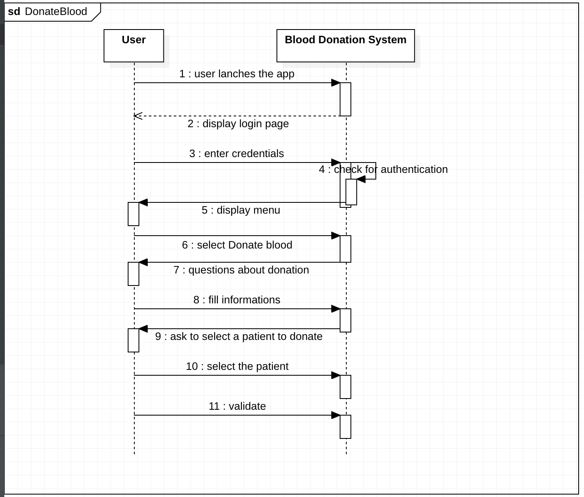 sd DonateBlood
User
Blood Donation System
1 : user lanches the app
2 : display login page
3 : enter credentials
4 : check for authentication
5 : display menu
6 : select Donate blood
7 : questions about donation
8 : fill informations
9 : ask to select a patient to donate
10 : select the patient
11 : validate